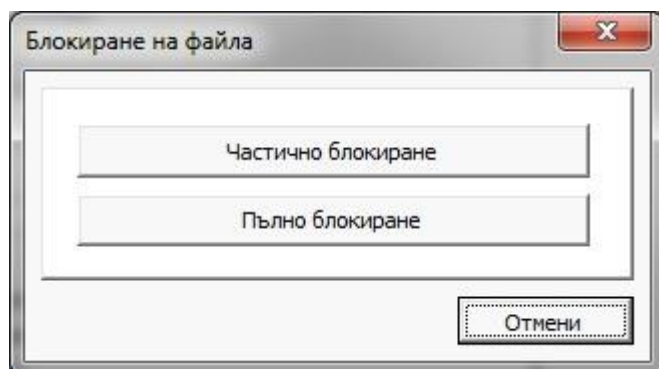 Блокиране на файла
Частично блокиране
Пълно блокиране
Отмени